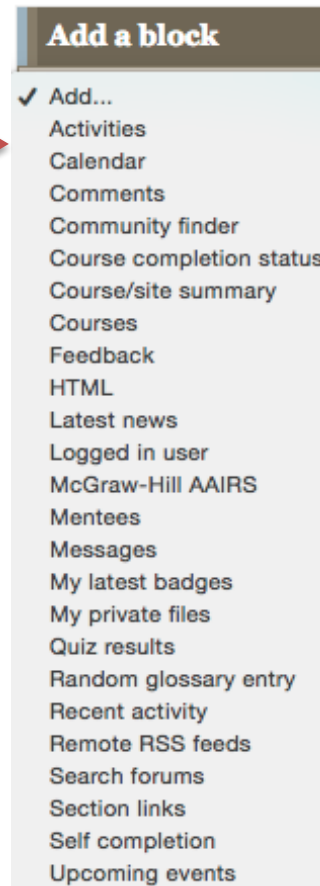 Add a block
✓ Add...
Activities
Calendar
Comments
Community finder
Course completion status
Course/site summary
Courses
Feedback
HTML
Latest news
Logged in user
McGraw-Hill AAIRS
Mentees
Messages
My latest badges
My private files
Quiz results
Random glossary entry
Recent activity
Remote RSS feeds
Search forums
Section links
Self completion
Upcoming events